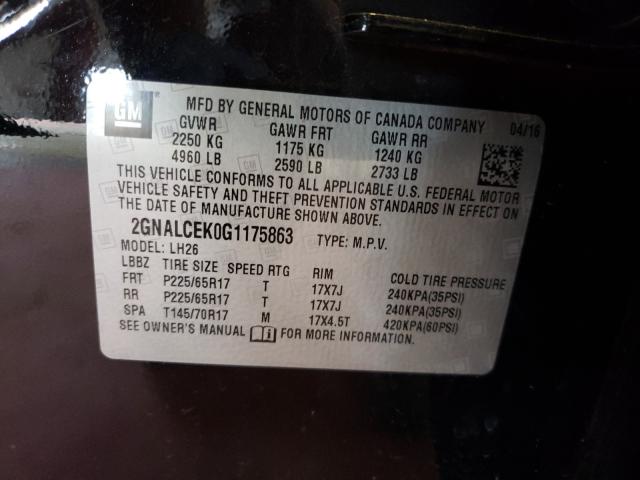 GM
MFD BY GENERAL MOTORS OF CANADA COMPANY 04/16
GVWR GAWR FRT GAWR RR
2250 KG 1175 KG 1240 KG
4960 LB 2590 LB 2733 LB
THIS VEHICLE CONFORMS TO ALL APPLICABLE U.S. FEDERAL MOTOR
VEHICLE SAFETY AND THEFT PREVENTION STANDARDS IN EFFECT ON
THE DATE OF MANUFACTURE SHOWN ABOVE.
2GNALCEK0G1175863 TYPE: M.P.V.
MODEL: LH26
LBBZ TIRE SIZE SPEED RTG RIM COLD TIRE PRESSURE
FRT P225/65R17 T 17X7J 240KPA(35PSI)
RR P225/65R17 T 17X7J 240KPA(35PSI)
SPA T145/70R17 M 17X4.5T 420KPA(60PSI)
SEE OWNER'S MANUAL i FOR MORE INFORMATION.